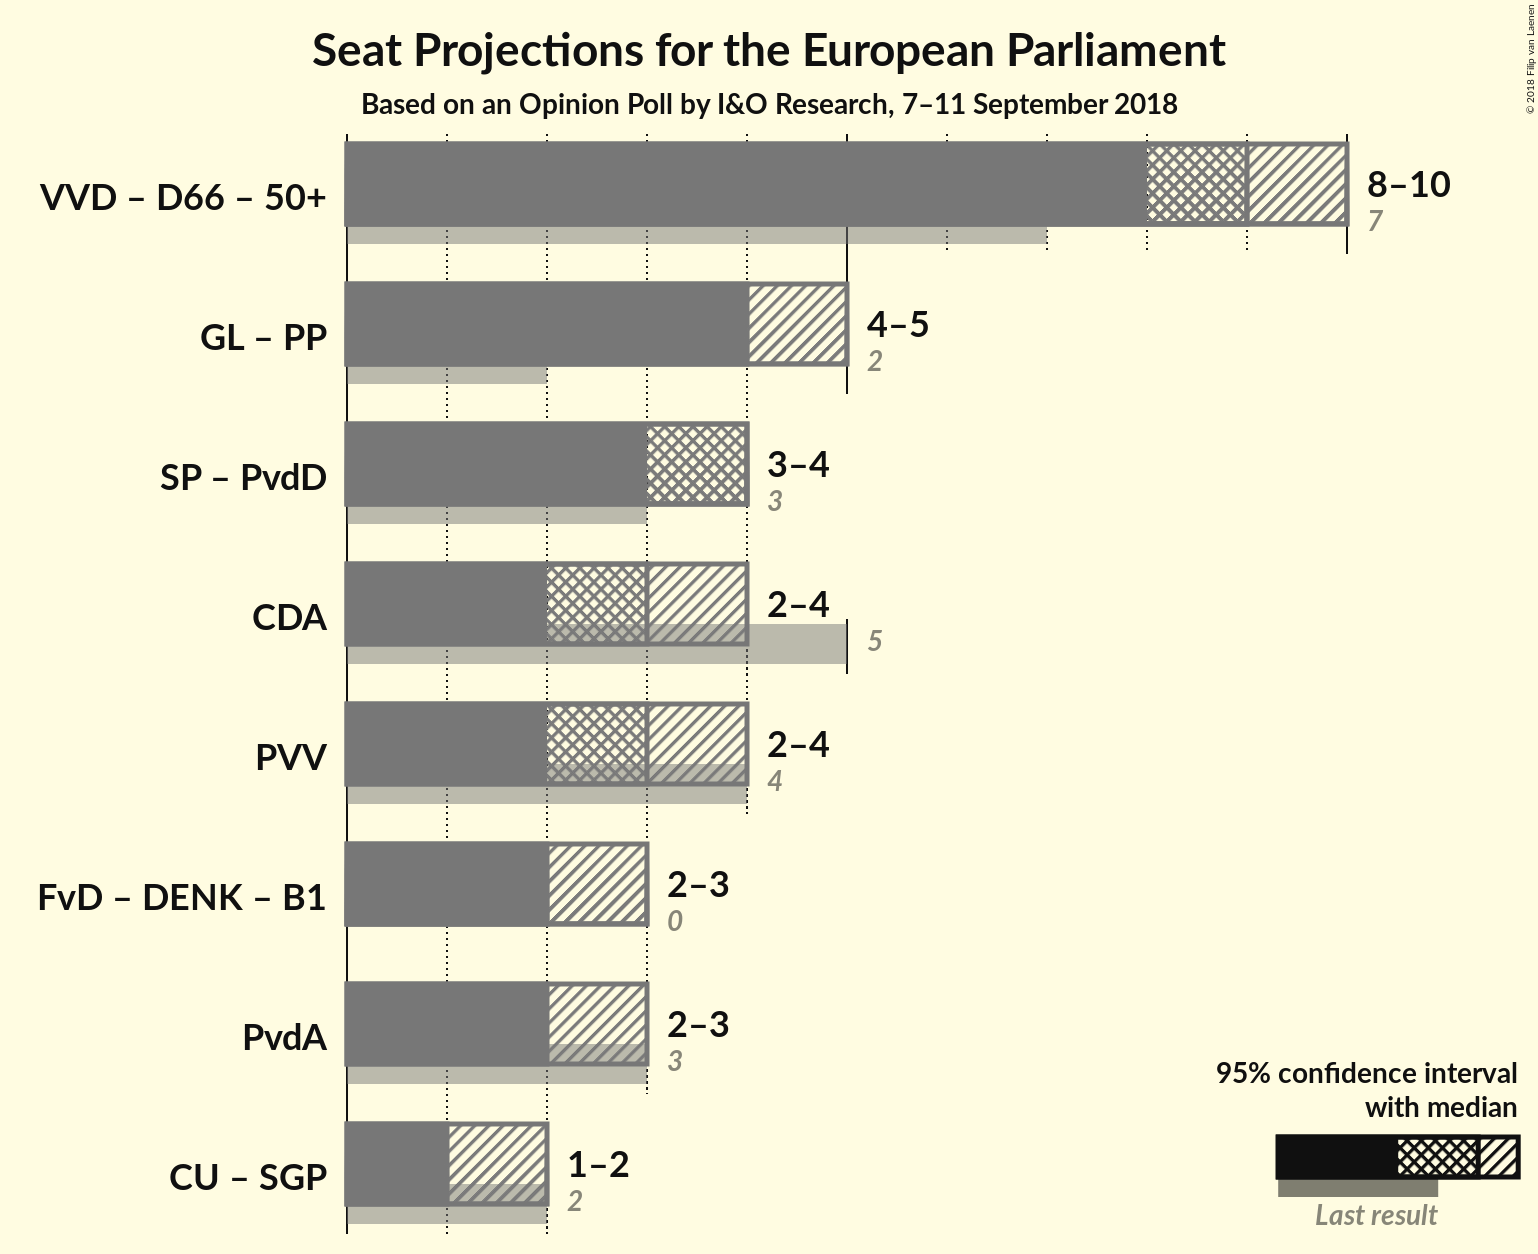 Seat Projections for the European Parliament
Based on an Opinion Poll by I&O Research, 7–11 September 2018
© 2018 Filip van Laenen
VVD – D66 – 50+
8–10
7
GL – PP
4–5
2
SP – PvdD
3–4
3
CDA
2–4
5
PVV
2–4
4
FvD – DENK – B1
2–3
0
PvdA
2–3
3
CU – SGP
1–2
2
95% confidence interval
with median
Last result